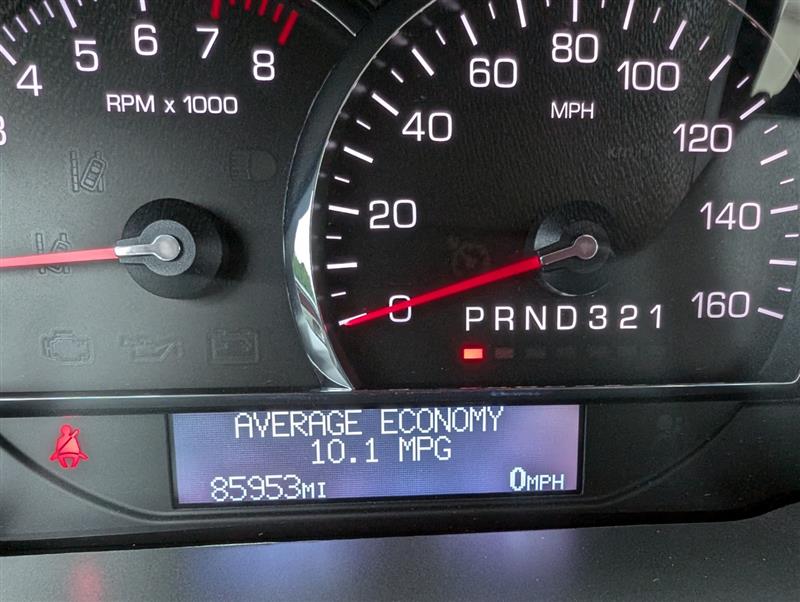 4 5 6 7 8
RPM x 1000
0 20 40 60 80 100 120 140 160
MPH
PRND321
AVERAGE ECONOMY
10.1 MPG
85953MI 0MPH